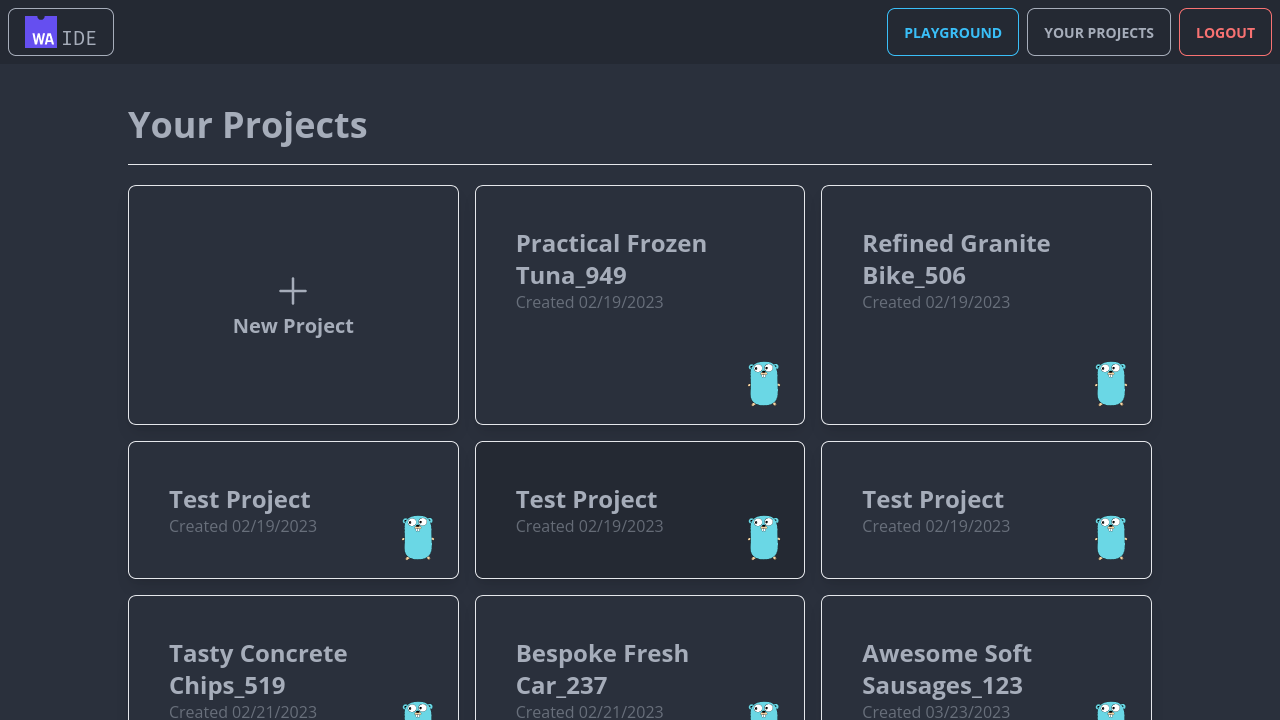 WA IDE
PLAYGROUND
YOUR PROJECTS
LOGOUT
Your Projects
New Project
Practical Frozen
Tuna_949
Created 02/19/2023
Refined Granite
Bike_506
Created 02/19/2023
Test Project
Created 02/19/2023
Test Project
Created 02/19/2023
Test Project
Created 02/19/2023
Tasty Concrete
Chips_519
Created 02/21/2023
Bespoke Fresh
Car_237
Created 02/21/2023
Awesome Soft
Sausages_123
Created 03/23/2023